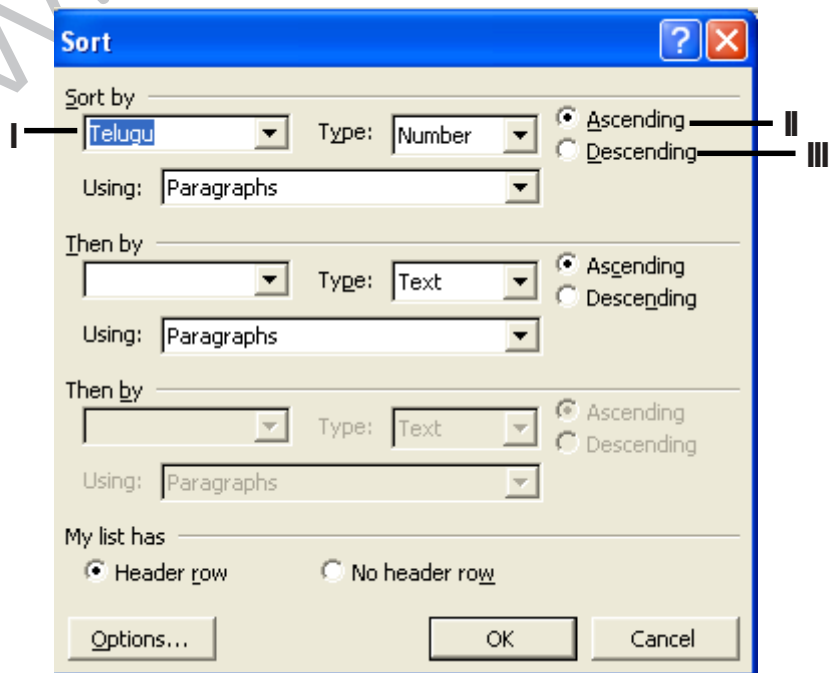 Sort
Sort by
I Telugu Type: Number Ascending II
Descending III
Using: Paragraphs
Then by
Type: Text Ascending
Descending
Using: Paragraphs
Then by
Type: Text Ascending
Descending
Using: Paragraphs
My list has
Header row No header row
Options... OK Cancel